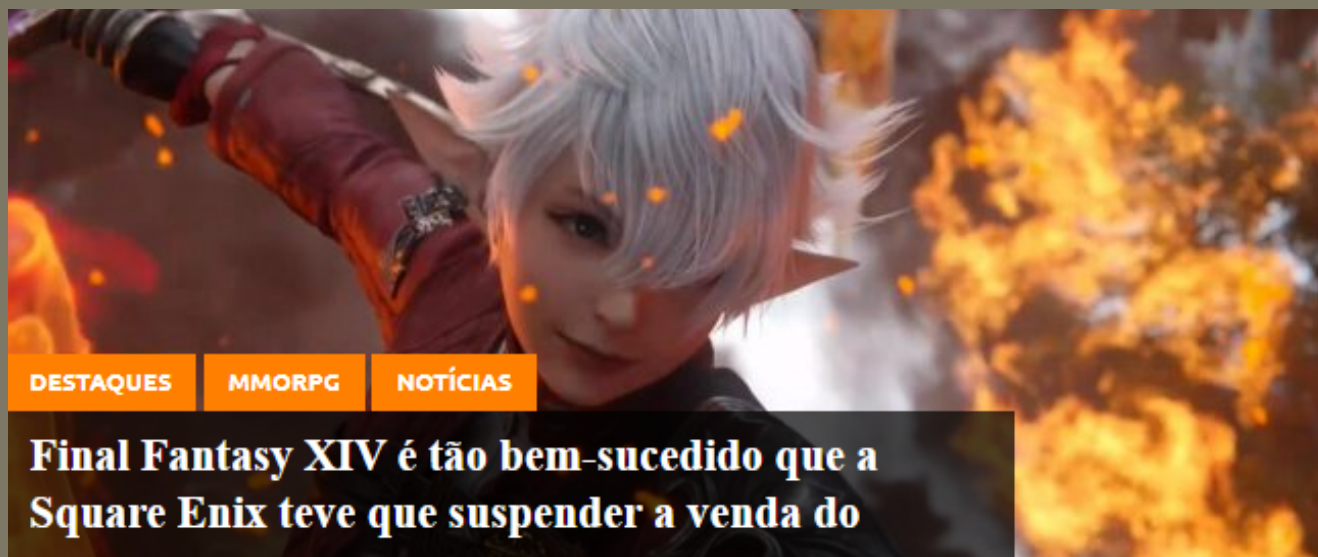 DESTAQUES MMORPG NOTÍCIAS
Final Fantasy XIV é tão bem-sucedido que a
Square Enix teve que suspender a venda do